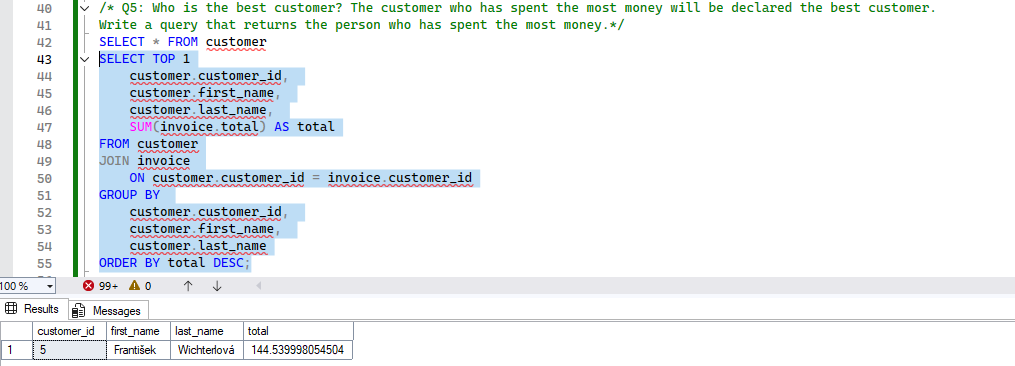 40 /* Q5: Who is the best customer? The customer who has spent the most money will be declared the best customer.
41 Write a query that returns the person who has spent the most money.*/
42 SELECT * FROM customer
43 SELECT TOP 1
44 customer.customer_id,
45 customer.first_name,
46 customer.last_name,
47 SUM(invoice.total) AS total
48 FROM customer
49 JOIN invoice
50 ON customer.customer_id = invoice.customer_id
51 GROUP BY
52 customer.customer_id,
53 customer.first_name,
54 customer.last_name
55 ORDER BY total DESC;
100 % 99+ 0
Results Messages
customer_id first_name last_name total
1 5 František Wichterlová 144.539998054504